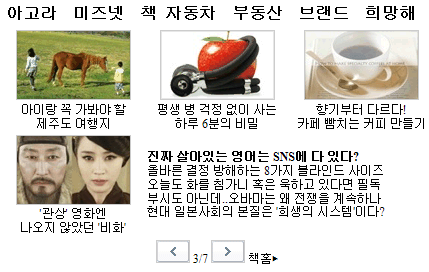 아고라 미즈넷 책 자동차 부동산 브랜드 희망해
아이랑 꼭 가봐야 할
제주도 여행지
평생 병 걱정 없이 사는
하루 6분의 비밀
향기부터 다르다!
카페 뺨치는 커피 만들기
'관상' 영화엔
나오지 않았던 '비화'
진짜 살아있는 영어는 SNS에 다 있다?
올바른 결정 방해하는 8가지 블라인드 사이즈
오늘도 화를 참가니 혹은 욱하고 있다면 필독
부시도 아닌데..오바마는 왜 전쟁을 계속하나
현대 일본사회의 본질은 '희생의 시스템'이다?
3/7 책홈▸